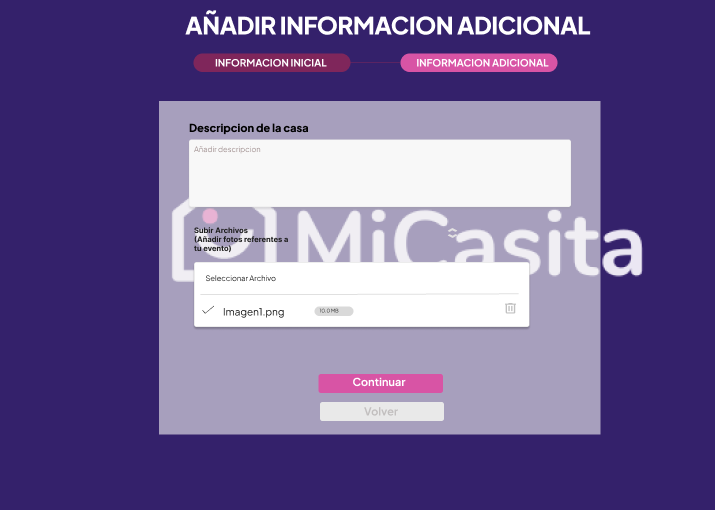 AÑADIR INFORMACION ADICIONAL
INFORMACION INICIAL
INFORMACION ADICIONAL
Descripcion de la casa
Añadir descripcion
MiCasita
Subir Archivos
(Añadir fotos referentes a
tu evento)
Seleccionar Archivo
Imagen1.png
10.0 MB
Continuar
Volver